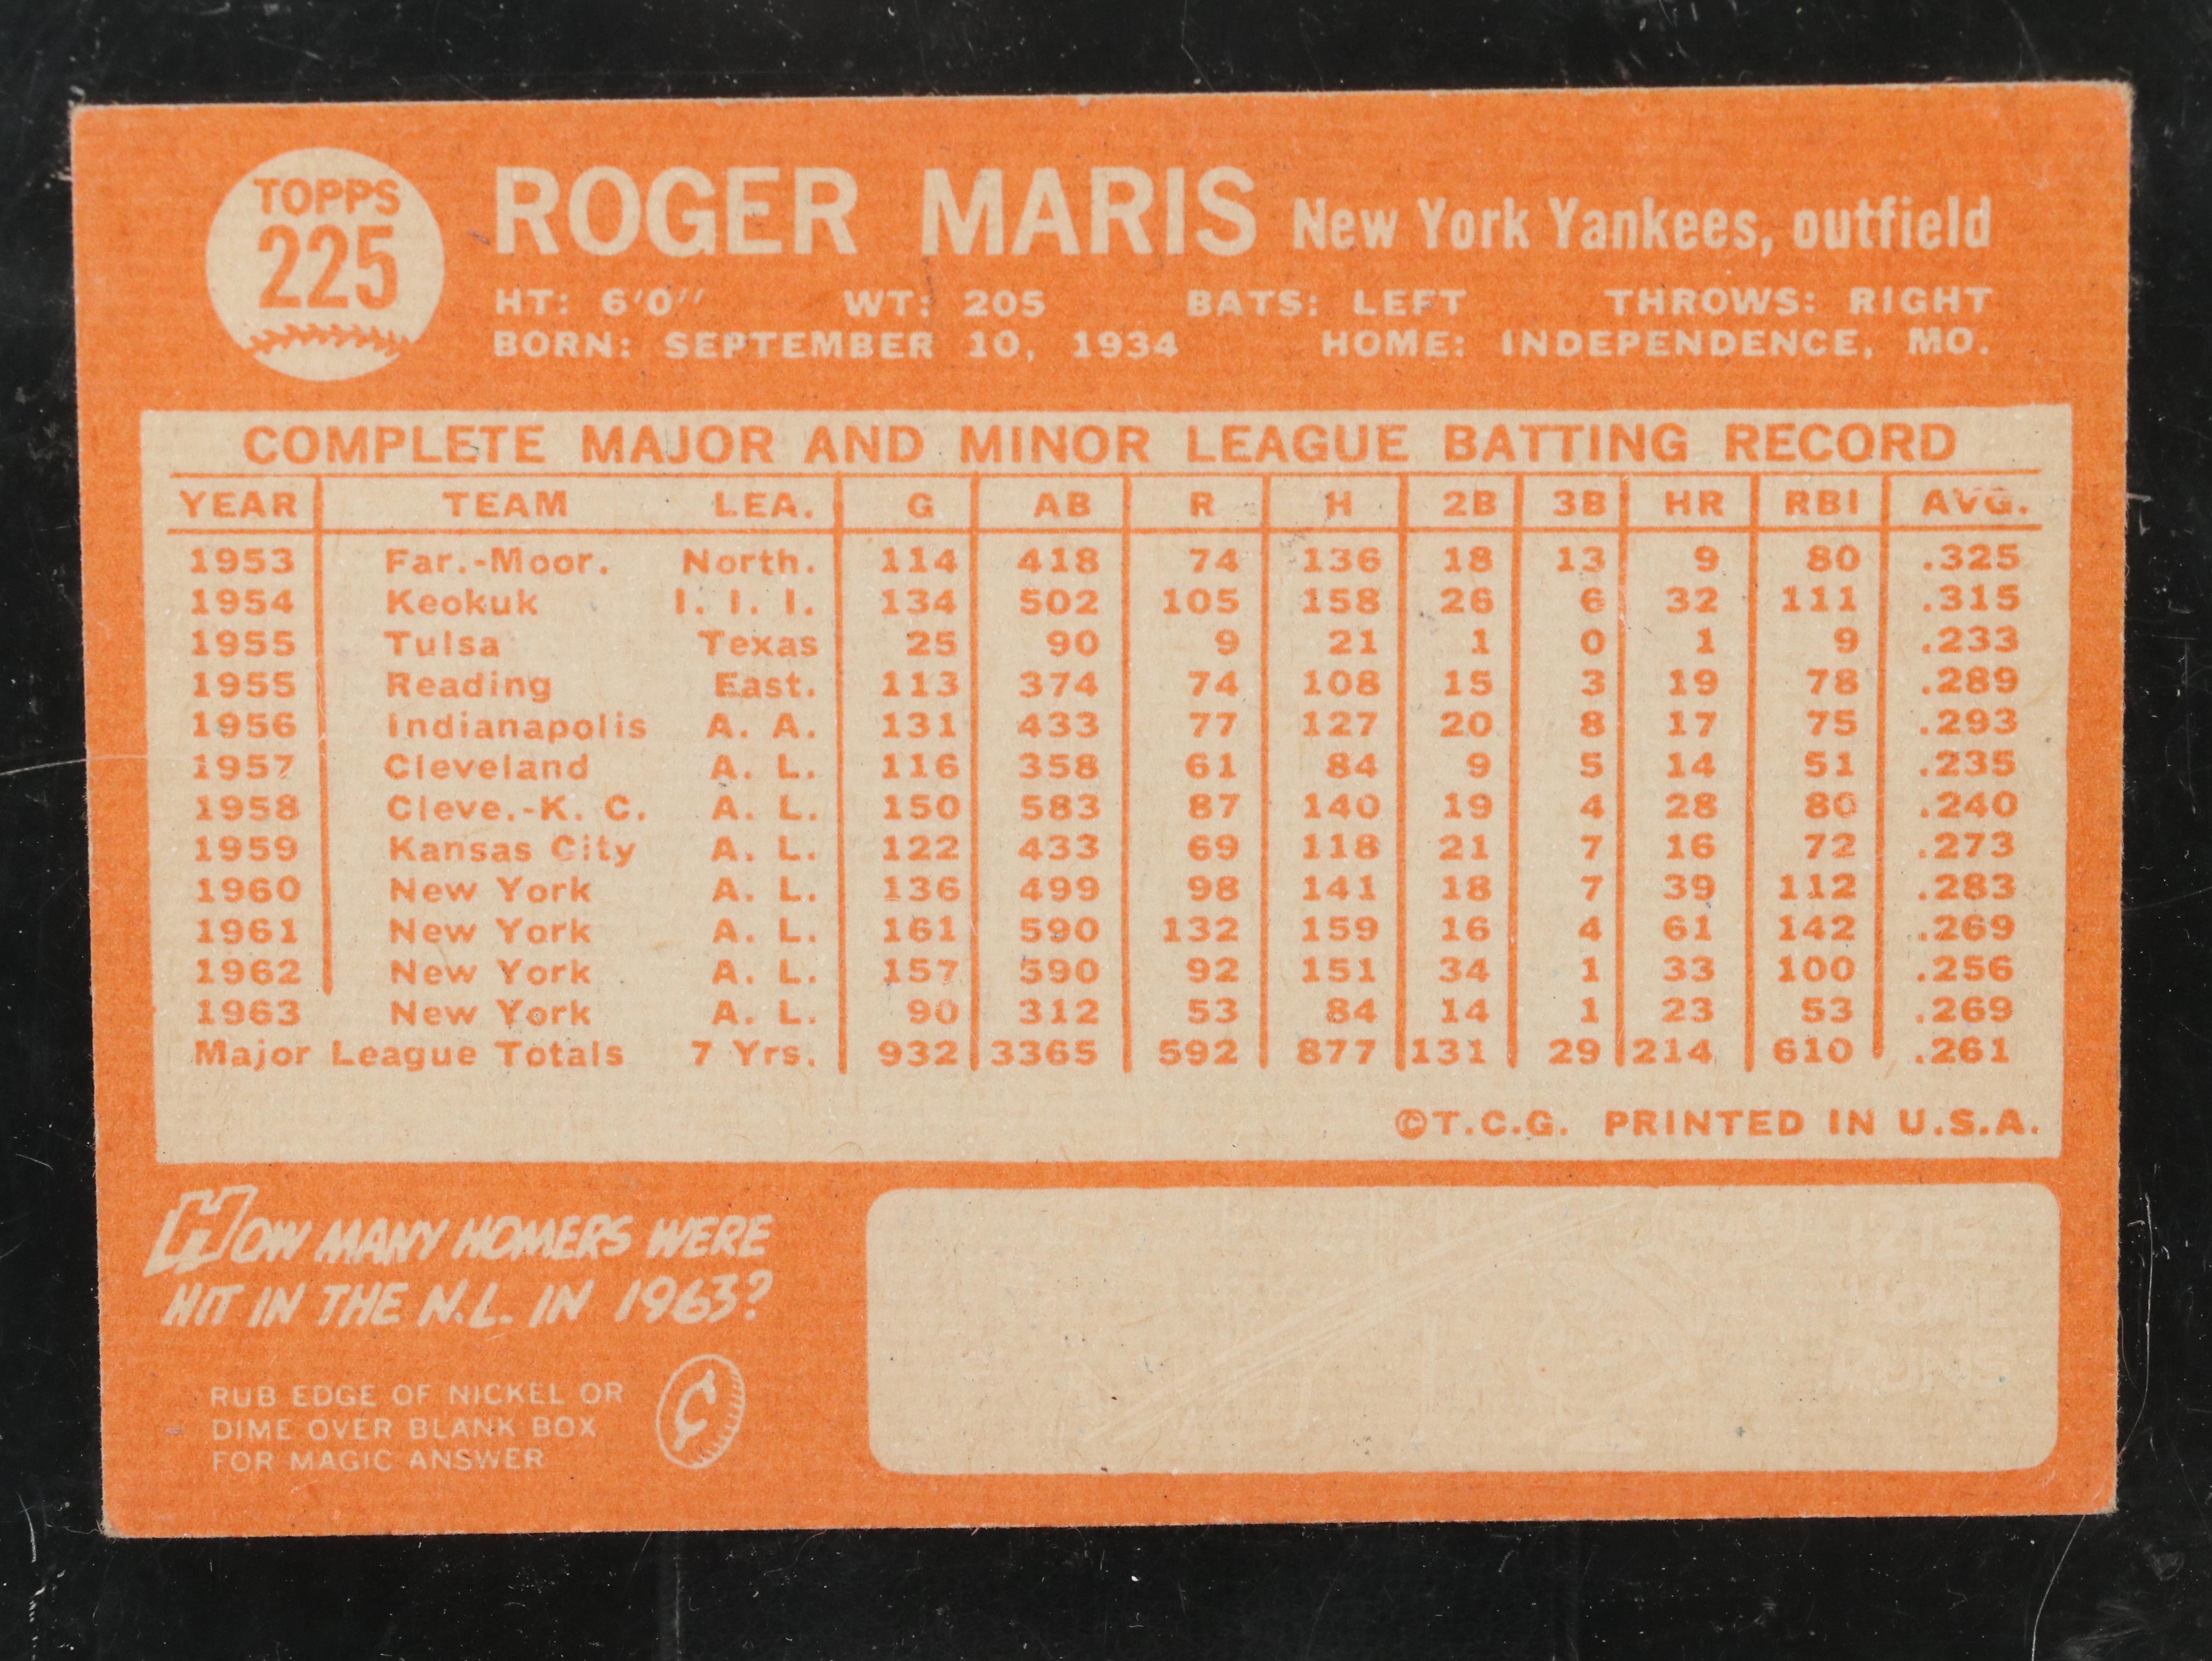 TOPPS
225
ROGER MARIS New York Yankees, outfield
HT: 6'0'' WT: 205 BATS: LEFT THROWS: RIGHT
BORN: SEPTEMBER 10, 1934 HOME: INDEPENDENCE, MO.
COMPLETE MAJOR AND MINOR LEAGUE BATTING RECORD
YEAR TEAM LEA. G AB R H 2B 3B HR RBI AVG.
1953 Far.-Moor. North. 114 418 74 136 18 13 9 80 .325
1954 Keokuk I. I. I. 134 502 105 158 26 6 32 111 .315
1955 Tulsa Texas 25 90 9 21 1 0 1 9 .233
1955 Reading East. 113 374 74 108 15 3 19 78 .289
1956 Indianapolis A. A. 131 433 77 127 20 8 17 75 .293
1957 Cleveland A. L. 116 358 61 84 9 5 14 51 .235
1958 Cleve.-K. C. A. L. 150 583 87 140 19 4 28 80 .240
1959 Kansas City A. L. 122 433 69 118 21 7 16 72 .273
1960 New York A. L. 136 499 98 141 18 7 39 112 .283
1961 New York A. L. 161 590 132 159 16 4 61 142 .269
1962 New York A. L. 157 590 92 151 34 1 33 100 .256
1963 New York A. L. 90 312 53 84 14 1 23 53 .269
Major League Totals 7 Yrs. 932 3365 592 877 131 29 214 610 .261
©T.C.G. PRINTED IN U.S.A.
HOW MANY HOMERS WERE
HIT IN THE N.L. IN 1963?
RUB EDGE OF NICKEL OR
DIME OVER BLANK BOX
FOR MAGIC ANSWER
1215
HOME
RUNS